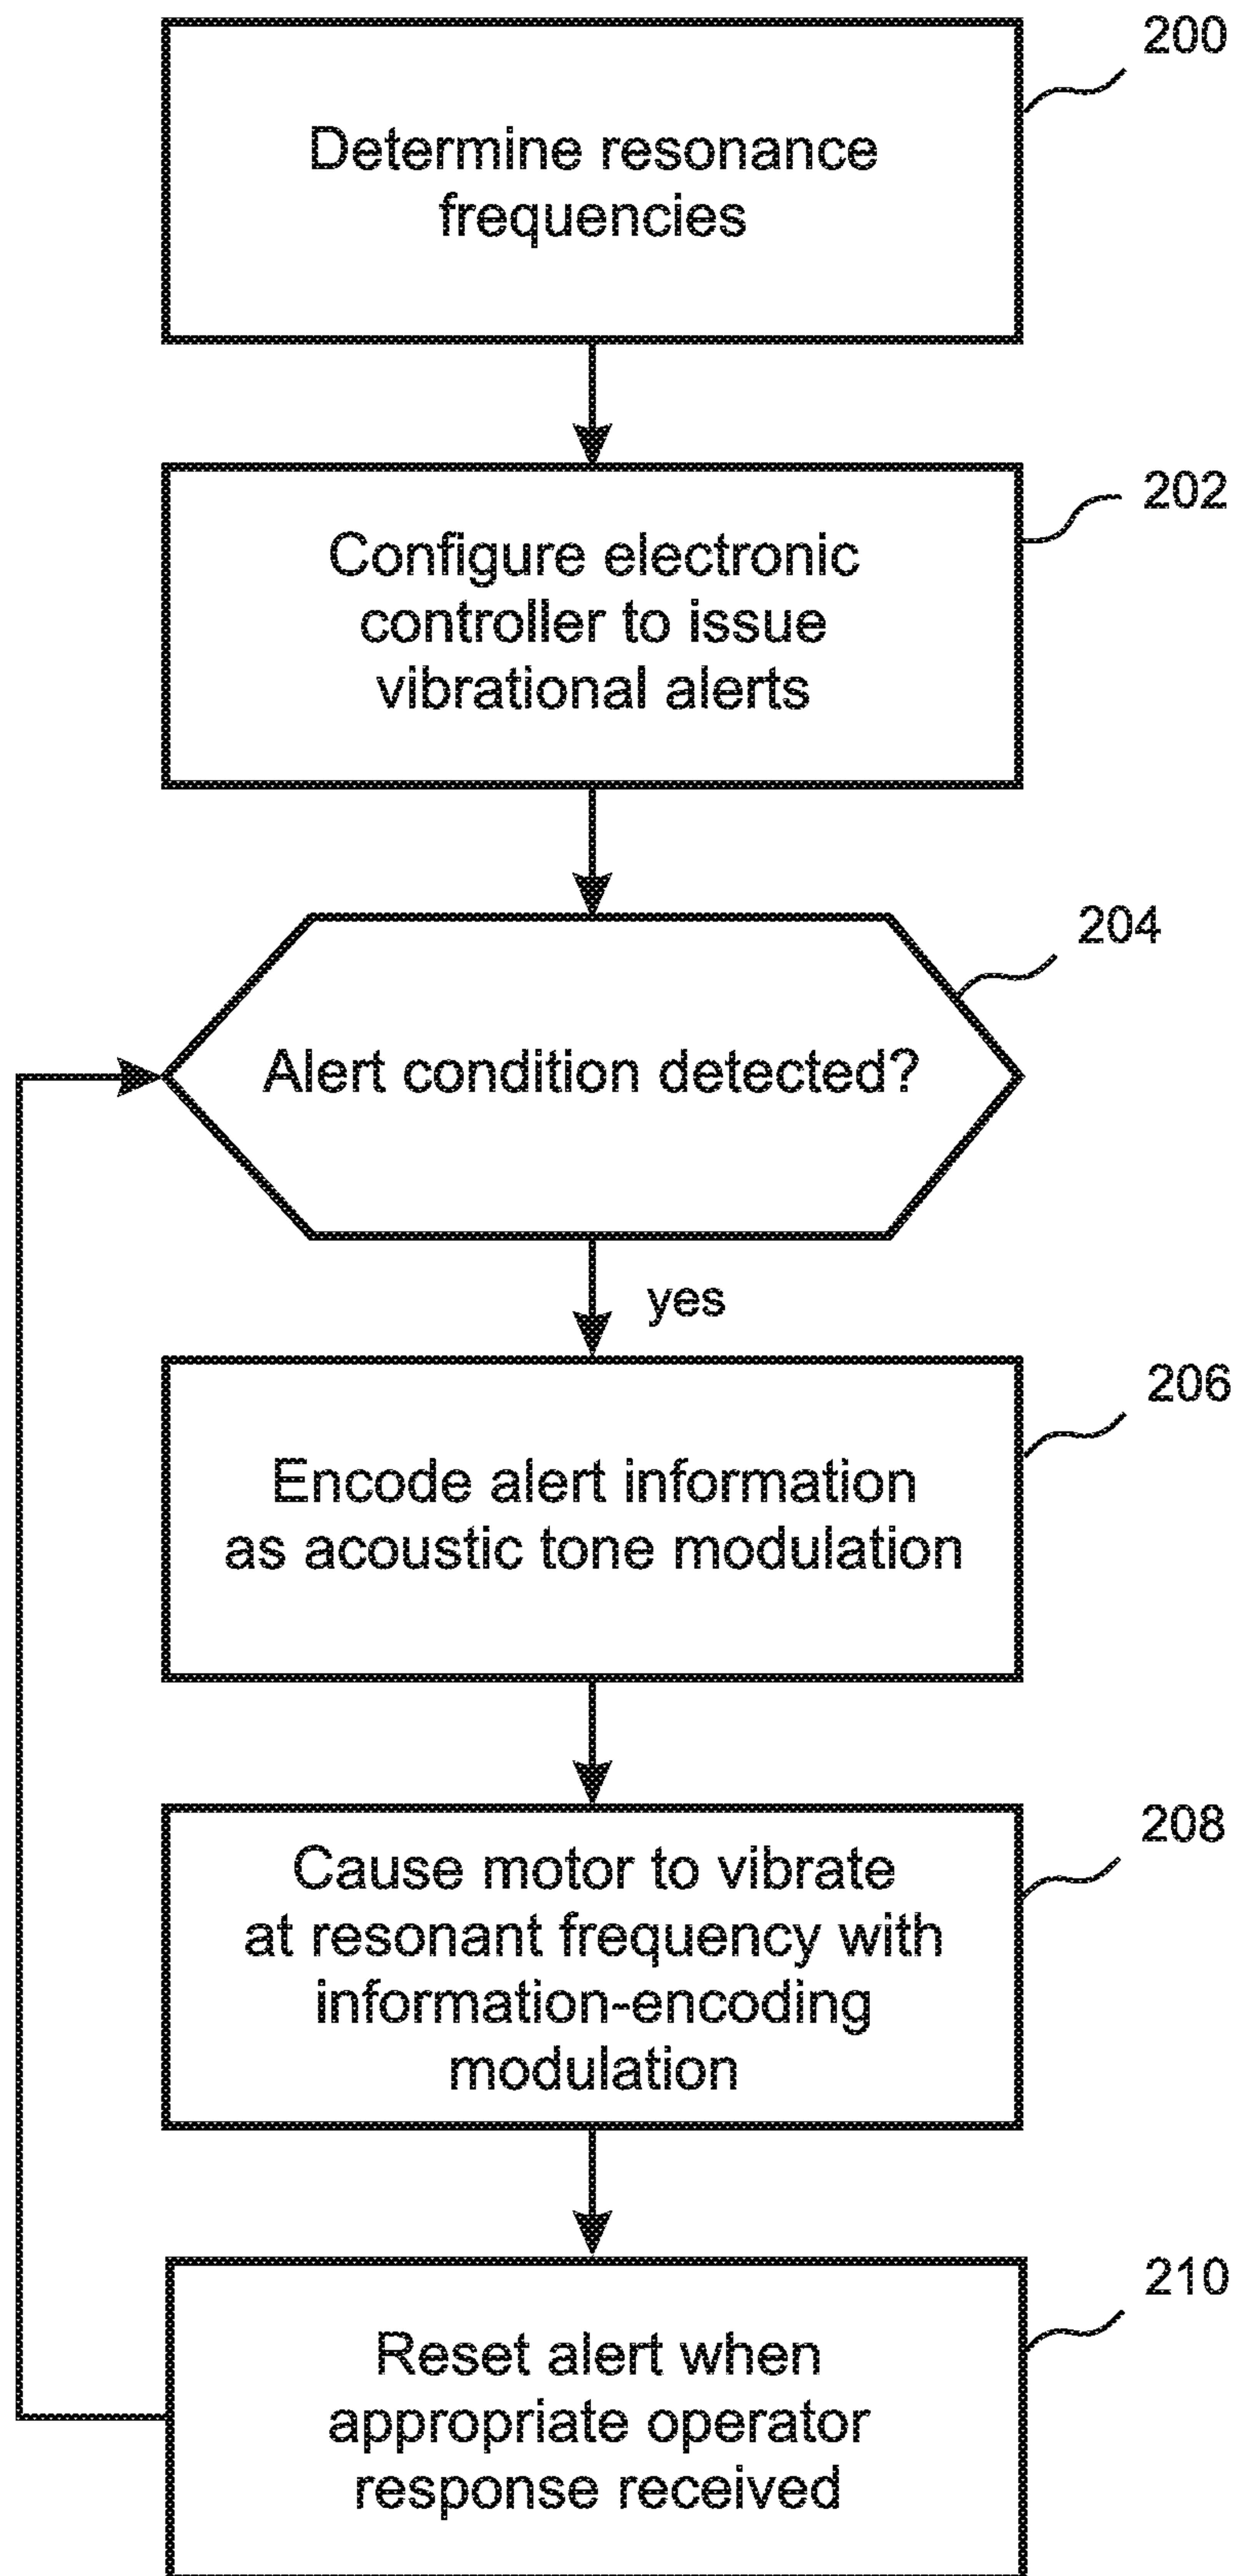 200
Determine resonance
frequencies
202
Configure electronic
controller to issue
vibrational alerts
204
Alert condition detected?
yes
206
Encode alert information
as acoustic tone modulation
208
Cause motor to vibrate
at resonant frequency with
information-encoding
modulation
210
Reset alert when
appropriate operator
response received